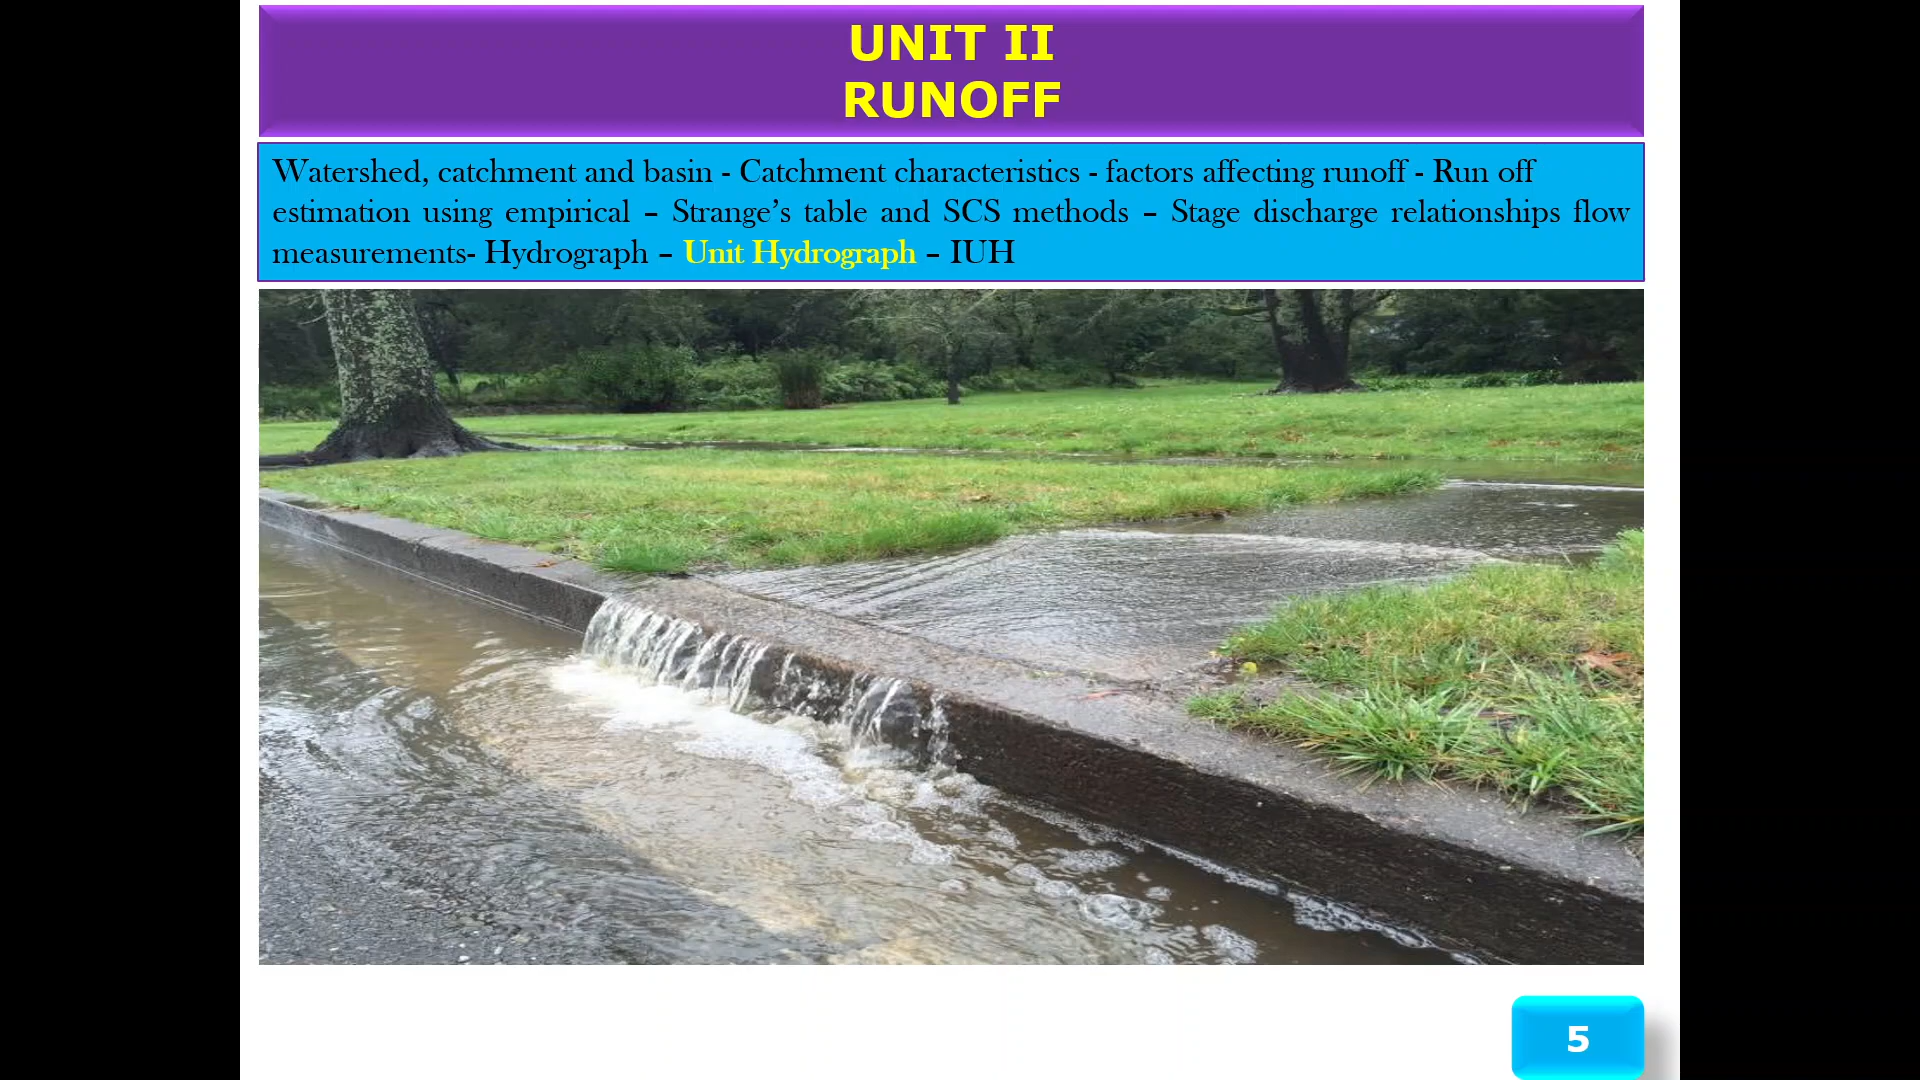 UNIT II
RUNOFF
Watershed, catchment and basin - Catchment characteristics - factors affecting runoff - Run off
estimation using empirical – Strange’s table and SCS methods – Stage discharge relationships flow
measurements- Hydrograph – Unit Hydrograph – IUH
5